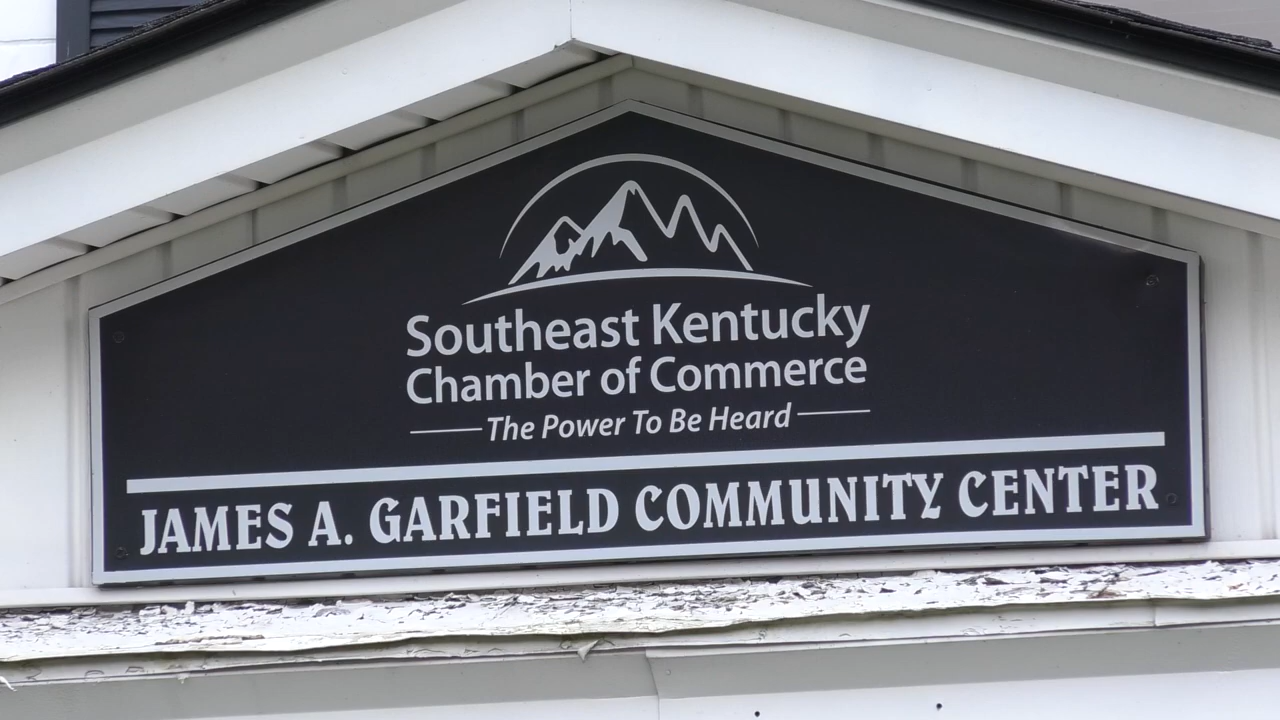 Southeast Kentucky
Chamber of Commerce
The Power To Be Heard
JAMES A. GARFIELD COMMUNITY CENTER